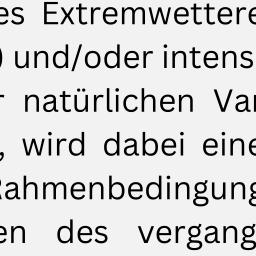 es Extremwettere
) und/oder intens
r natürlichen Var
, wird dabei eine
Rahmenbedingung
en des vergang